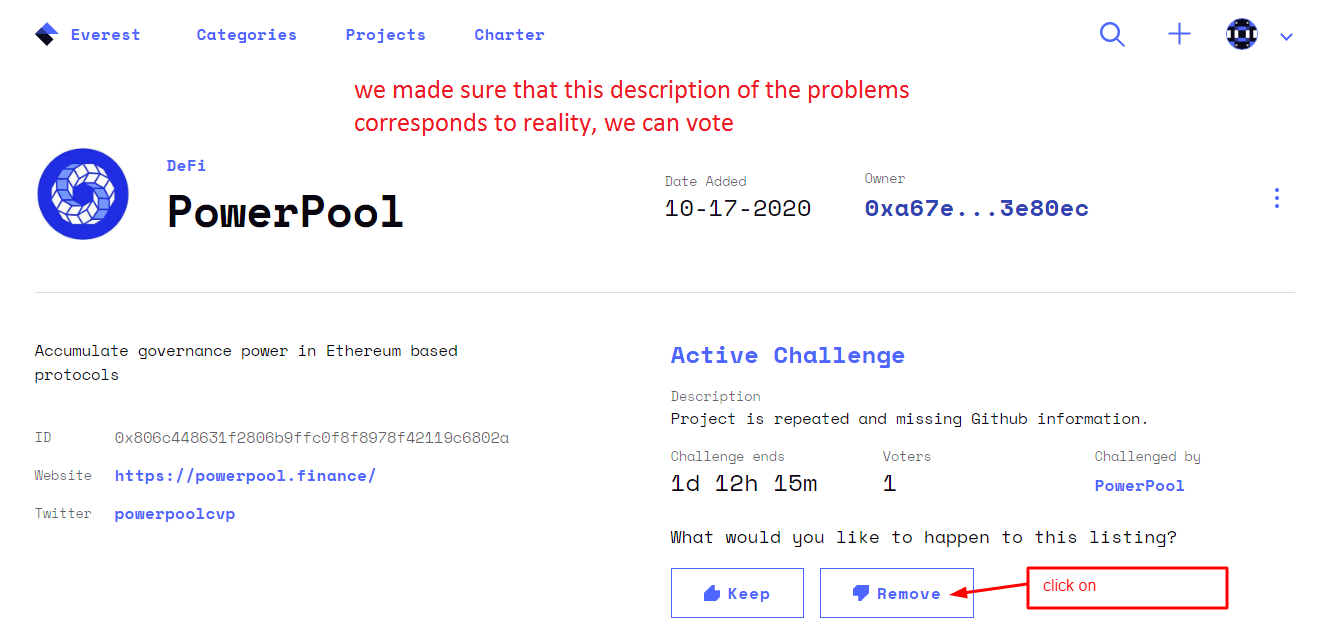 Everest Categories Projects Charter
we made sure that this description of the problems
corresponds to reality, we can vote
DeFi
PowerPool
Date Added
10-17-2020
Owner
0xa67e...3e80ec
Accumulate governance power in Ethereum based
protocols
ID 0x806c448631f2806b9ffc0f8f8978f42119c6802a
Website https://powerpool.finance/
Twitter powerpoolcvp
Active Challenge
Description
Project is repeated and missing Github information.
Challenge ends Voters Challenged by
1d 12h 15m 1 PowerPool
What would you like to happen to this listing?
Keep Remove click on